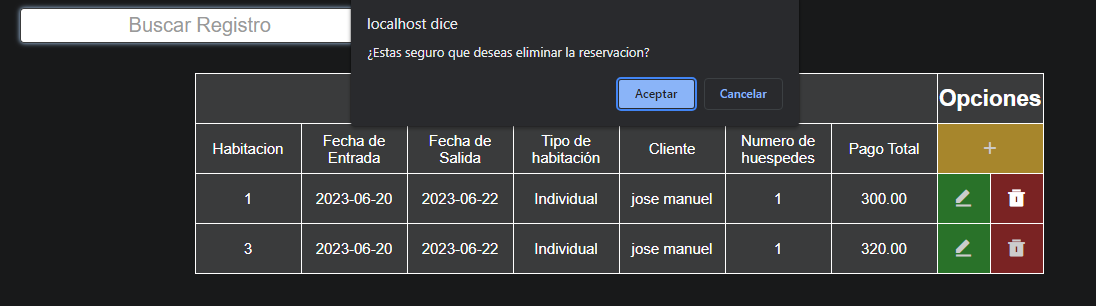 Buscar Registro
localhost dice
¿Estas seguro que deseas eliminar la reservacion?
Aceptar Cancelar
Opciones
Habitacion Fecha de Entrada Fecha de Salida Tipo de habitación Cliente Numero de huespedes Pago Total +
1 2023-06-20 2023-06-22 Individual jose manuel 1 300.00
3 2023-06-20 2023-06-22 Individual jose manuel 1 320.00